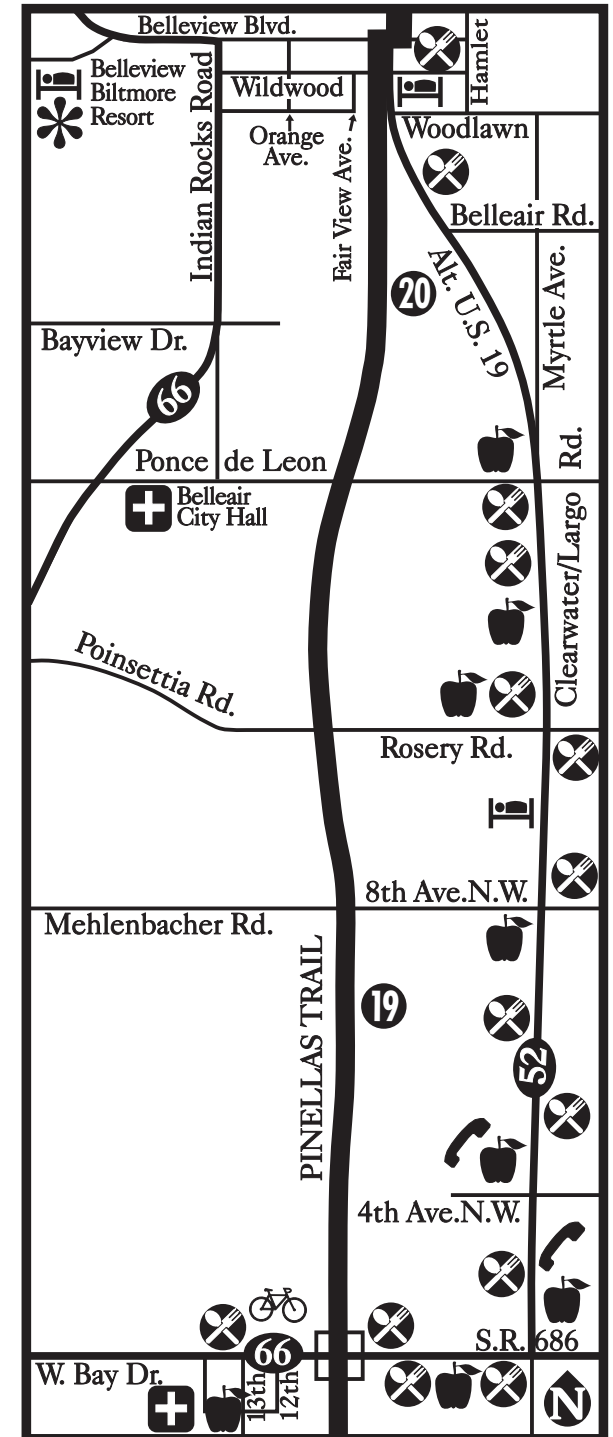 Belleview Blvd.
Hamlet
Belleview
Biltmore
Resort
Indian Rocks Road
Wildwood
Orange
Ave.
Fair View Ave.
Woodlawn
Belleair Rd.
Alt. U.S. 19
20
Myrtle Ave.
Bayview Dr.
66
Ponce de Leon
Rd.
Belleair
City Hall
Clearwater/Largo
Poinsettia Rd.
Rosery Rd.
8th Ave.N.W.
Mehlenbacher Rd.
PINELLAS TRAIL
19
52
4th Ave.N.W.
S.R. 686
66
W. Bay Dr.
13th
12th
N